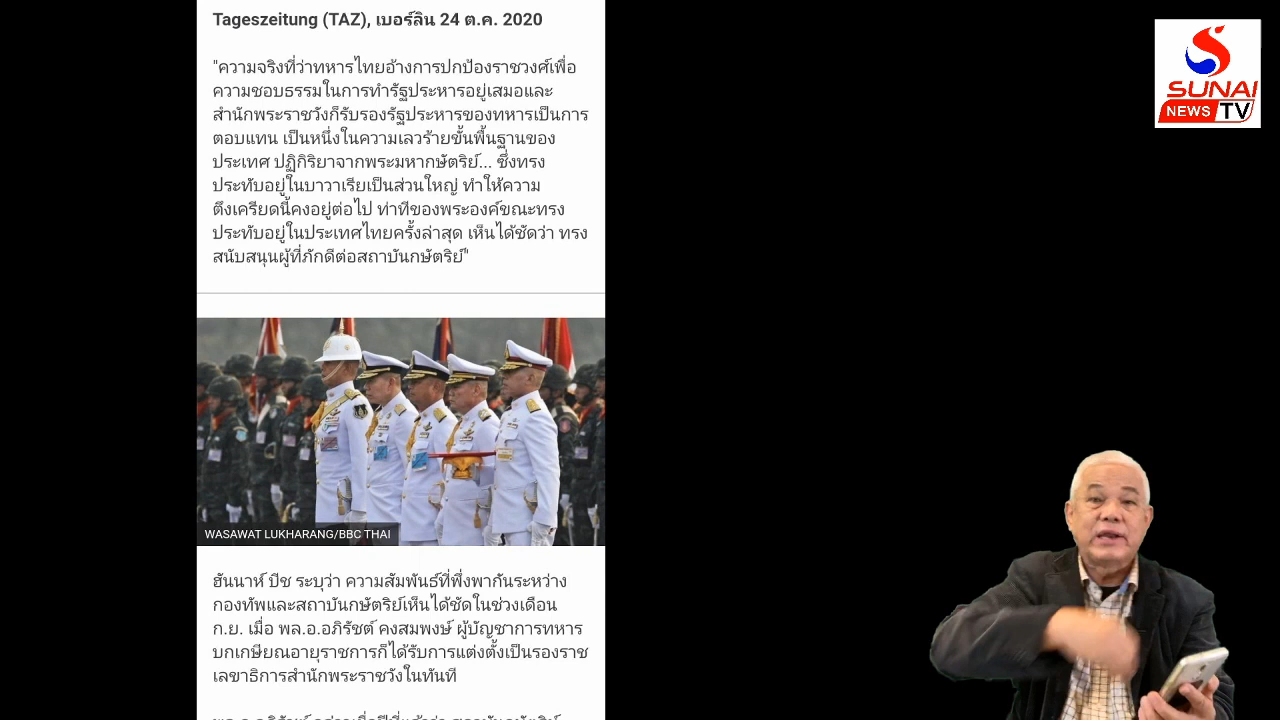 Tageszeitung (TAZ), เบอร์ลิน 24 ต.ค. 2020
"ความจริงที่ว่าทหารไทยอ้างการปกป้องราชวงศ์เพื่อ
ความชอบธรรมในการทำรัฐประหารอยู่เสมอและ
สำนักพระราชวังก็รับรองรัฐประหารของทหารเป็นการ
ตอบแทน เป็นหนึ่งในความเลวร้ายขั้นพื้นฐานของ
ประเทศ ปฏิกิริยาจากพระมหากษัตริย์... ซึ่งทรง
ประทับอยู่ในบาวาเรียเป็นส่วนใหญ่ ทำให้ความ
ตึงเครียดนี้คงอยู่ต่อไป ท่าทีของพระองค์ขณะทรง
ประทับอยู่ในประเทศไทยครั้งล่าสุด เห็นได้ชัดว่า ทรง
สนับสนุนผู้ที่ภักดีต่อสถาบันกษัตริย์"
WASAWAT LUKHARANG/BBC THAI
ฮันนาห์ บีช ระบุว่า ความสัมพันธ์ที่พึ่งพากันระหว่าง
กองทัพและสถาบันกษัตริย์เห็นได้ชัดในช่วงเดือน
ก.ย. เมื่อ พล.อ.อภิรัชต์ คงสมพงษ์ ผู้บัญชาการทหาร
บกเกษียณอายุราชการก็ได้รับการแต่งตั้งเป็นรองราช
เลขาธิการสำนักพระราชวังในทันที
SUNAI
NEWS TV